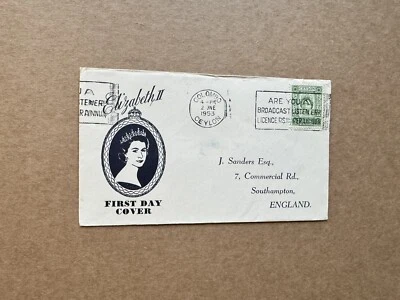 A
LISTENER
Elizabeth II
FIRST DAY
COVER
COLOMBO
2 JNE
1953
CEYLON
ARE YOU A
BROADCAST LISTENER
J. Sanders Esq.,
7, Commercial Rd.,
Southampton,
ENGLAND.